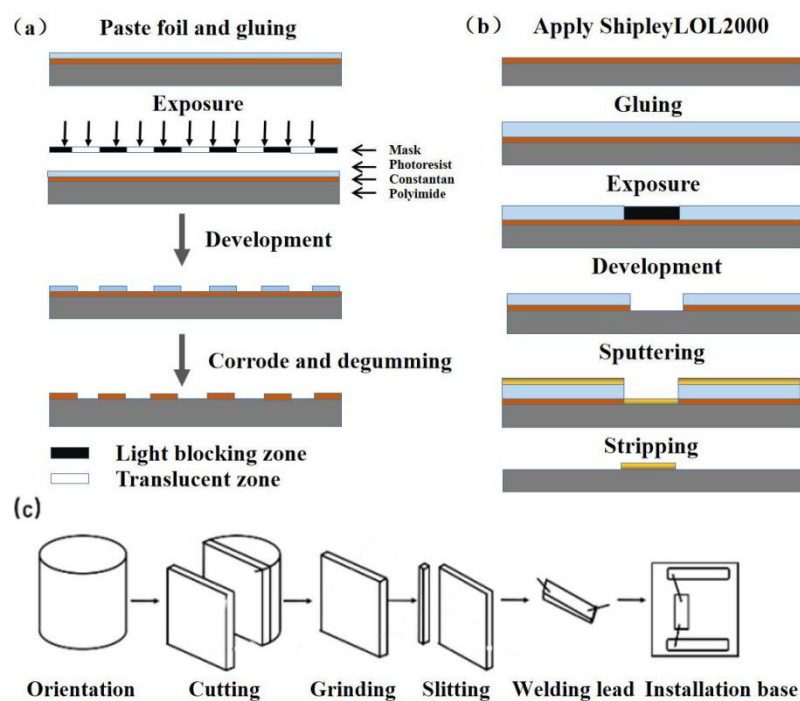 (a) Paste foil and gluing
Exposure
Mask
Photoresist
Constantan
Polyimide
Development
Corrode and degumming
Light blocking zone
Translucent zone
(b) Apply ShipleyLOL2000
Gluing
Exposure
Development
Sputtering
Stripping
(c)
Orientation Cutting Grinding Slitting Welding lead Installation base